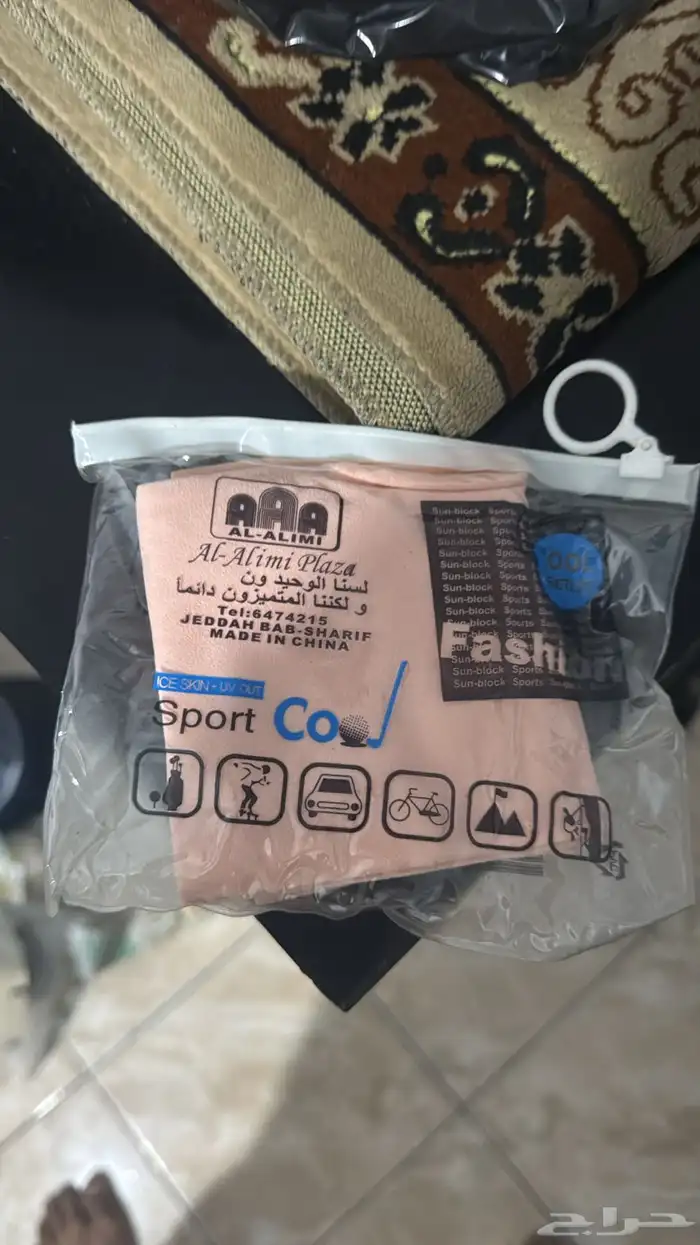 AAA
AL-ALIMI
Al-Alimi Plaza
لسنا الوحيدون
و لكننا المتميزون دائماً
Tel:6474215
JEDDAH BAB-SHARIF
MADE IN CHINA
ICE SKIN - UV OUT
Sport Cool
Sun-block Sports
Sun-block Sports
Sun-block Sports
Sun-block Sports
Sun-block Sports
Sun-block Sports
Sun-block Sports
Sun-block Sports
Fashion
Sun-block Sports
Sun-block Sports
حراج